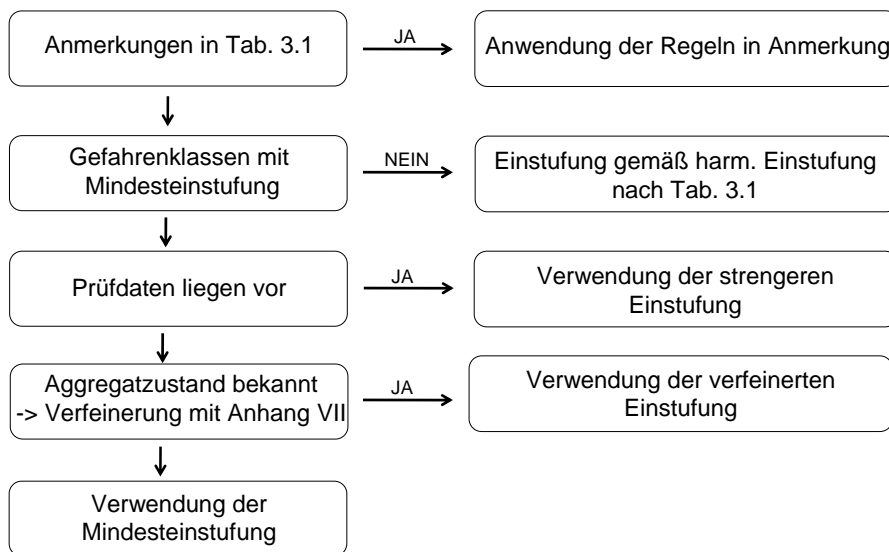 Anmerkungen in Tab. 3.1
JA
Anwendung der Regeln in Anmerkung
Gefahrenklassen mit
Mindesteinstufung
NEIN
Einstufung gemäß harm. Einstufung
nach Tab. 3.1
Prüfdaten liegen vor
JA
Verwendung der strengeren
Einstufung
Aggregatzustand bekannt
-> Verfeinerung mit Anhang VII
JA
Verwendung der verfeinerten
Einstufung
Verwendung der
Mindesteinstufung